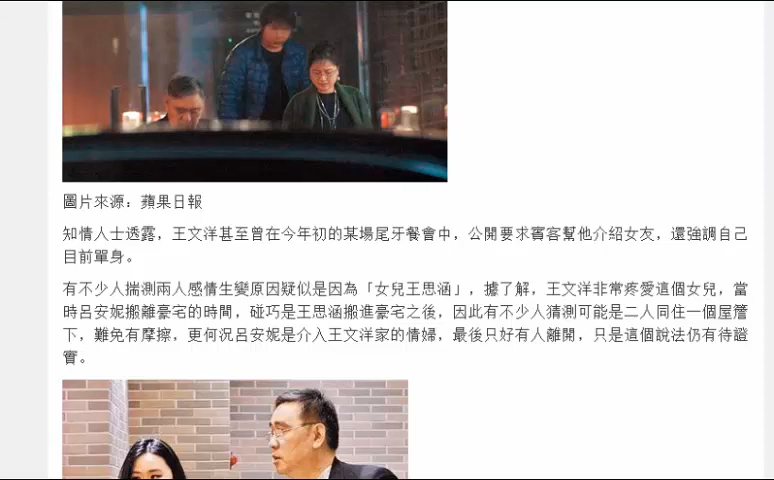 圖片來源：蘋果日報
知情人士透露，王文洋甚至曾在今年初的某場尾牙餐會中，公開要求賓客幫他介紹女友，還強調自己
目前單身。
有不少人揣測兩人感情生變原因疑似是因為「女兒王思涵」，據了解，王文洋非常疼愛這個女兒，當
時呂安妮搬離豪宅的時間，碰巧是王思涵搬進豪宅之後，因此有不少人猜測可能是二人同住一個屋簷
下，難免有摩擦，更何況呂安妮是介入王文洋家的情婦，最後只好有人離開，只是這個說法仍有待證
實。